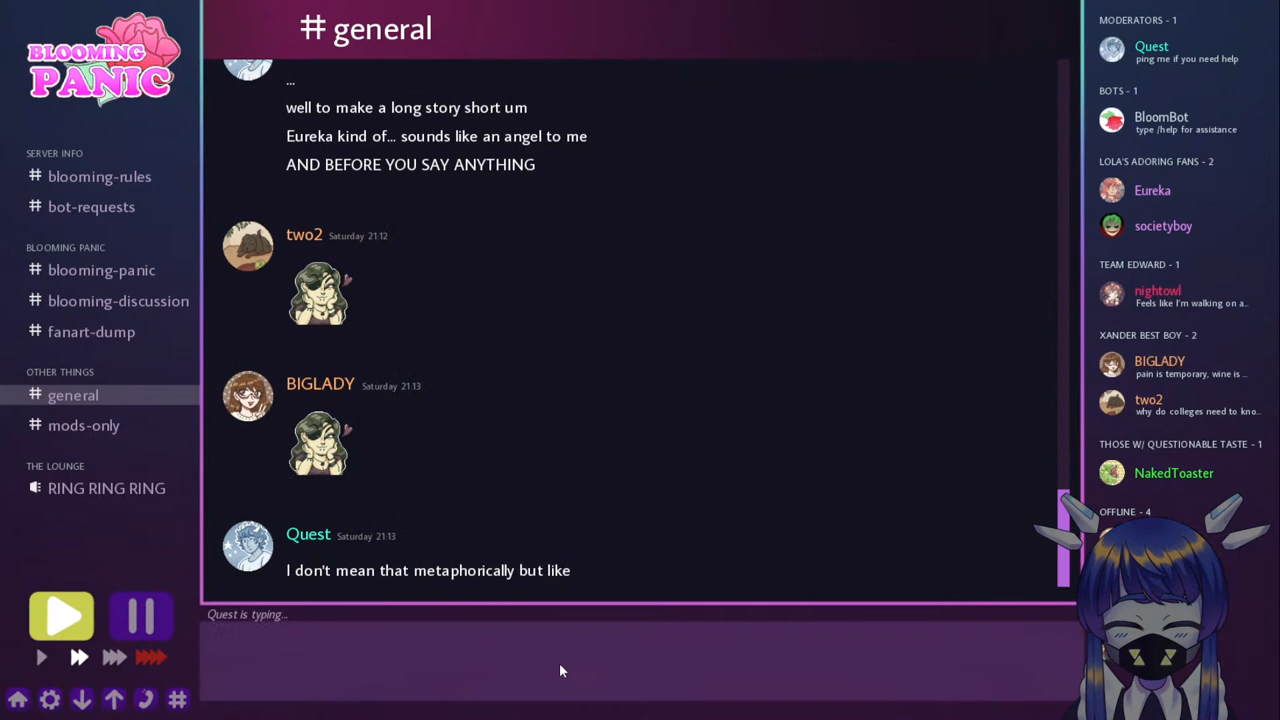 BLOOMING
PANIC
SERVER INFO
# blooming-rules
# bot-requests
BLOOMING PANIC
# blooming-panic
# blooming-discussion
# fanart-dump
OTHER THINGS
# general
# mods-only
THE LOUNGE
RING RING RING
# general
...
well to make a long story short um
Eureka kind of... sounds like an angel to me
AND BEFORE YOU SAY ANYTHING
two2 Saturday 21:12
BIGLADY Saturday 21:13
Quest Saturday 21:13
I don't mean that metaphorically but like
Quest is typing...
MODERATORS - 1
Quest
ping me if you need help
BOTS - 1
BloomBot
type /help for assistance
LOLA'S ADORING FANS - 2
Eureka
societyboy
TEAM EDWARD - 1
nightowl
Feels like I'm walking on a...
XANDER BEST BOY - 2
BIGLADY
pain is temporary, wine is ...
two2
why do colleges need to kno...
THOSE W/ QUESTIONABLE TASTE - 1
NakedToaster
OFFLINE - 4